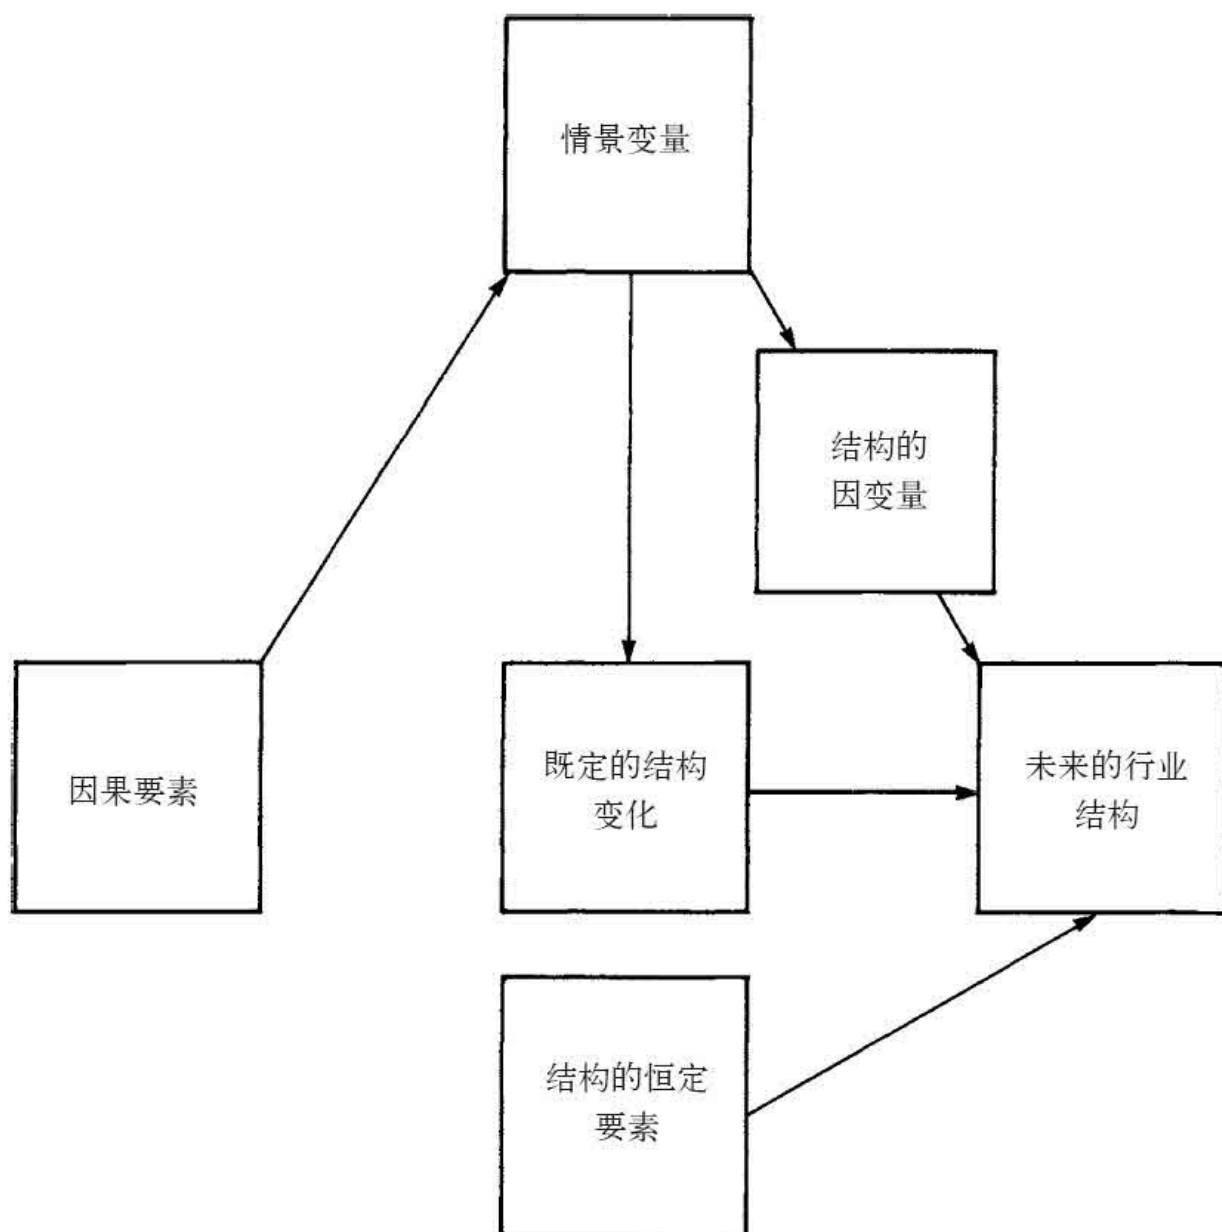 情景变量
结构的
因变量
因果要素
既定的结构
变化
未来的行业
结构
结构的恒定
要素